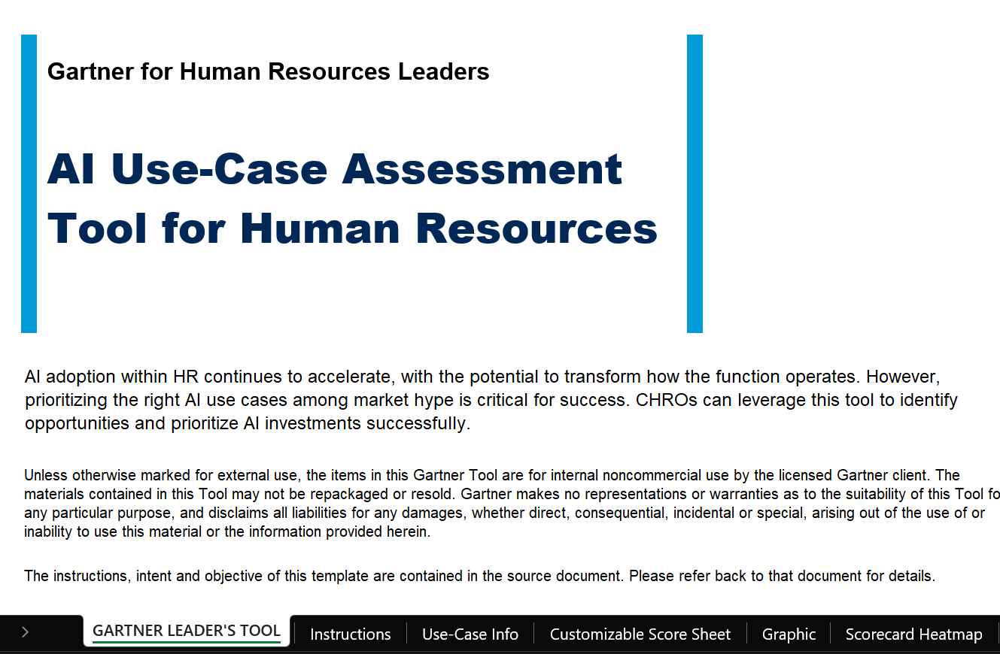 Gartner for Human Resources Leaders
AI Use-Case Assessment
Tool for Human Resources
AI adoption within HR continues to accelerate, with the potential to transform how the function operates. However,
prioritizing the right AI use cases among market hype is critical for success. CHROs can leverage this tool to identify
opportunities and prioritize AI investments successfully.
Unless otherwise marked for external use, the items in this Gartner Tool are for internal noncommercial use by the licensed Gartner client. The
materials contained in this Tool may not be repackaged or resold. Gartner makes no representations or warranties as to the suitability of this Tool fo
any particular purpose, and disclaims all liabilities for any damages, whether direct, consequential, incidental or special, arising out of the use of or
inability to use this material or the information provided herein.
The instructions, intent and objective of this template are contained in the source document. Please refer back to that document for details.
GARTNER LEADER'S TOOL Instructions Use-Case Info Customizable Score Sheet Graphic Scorecard Heatmap